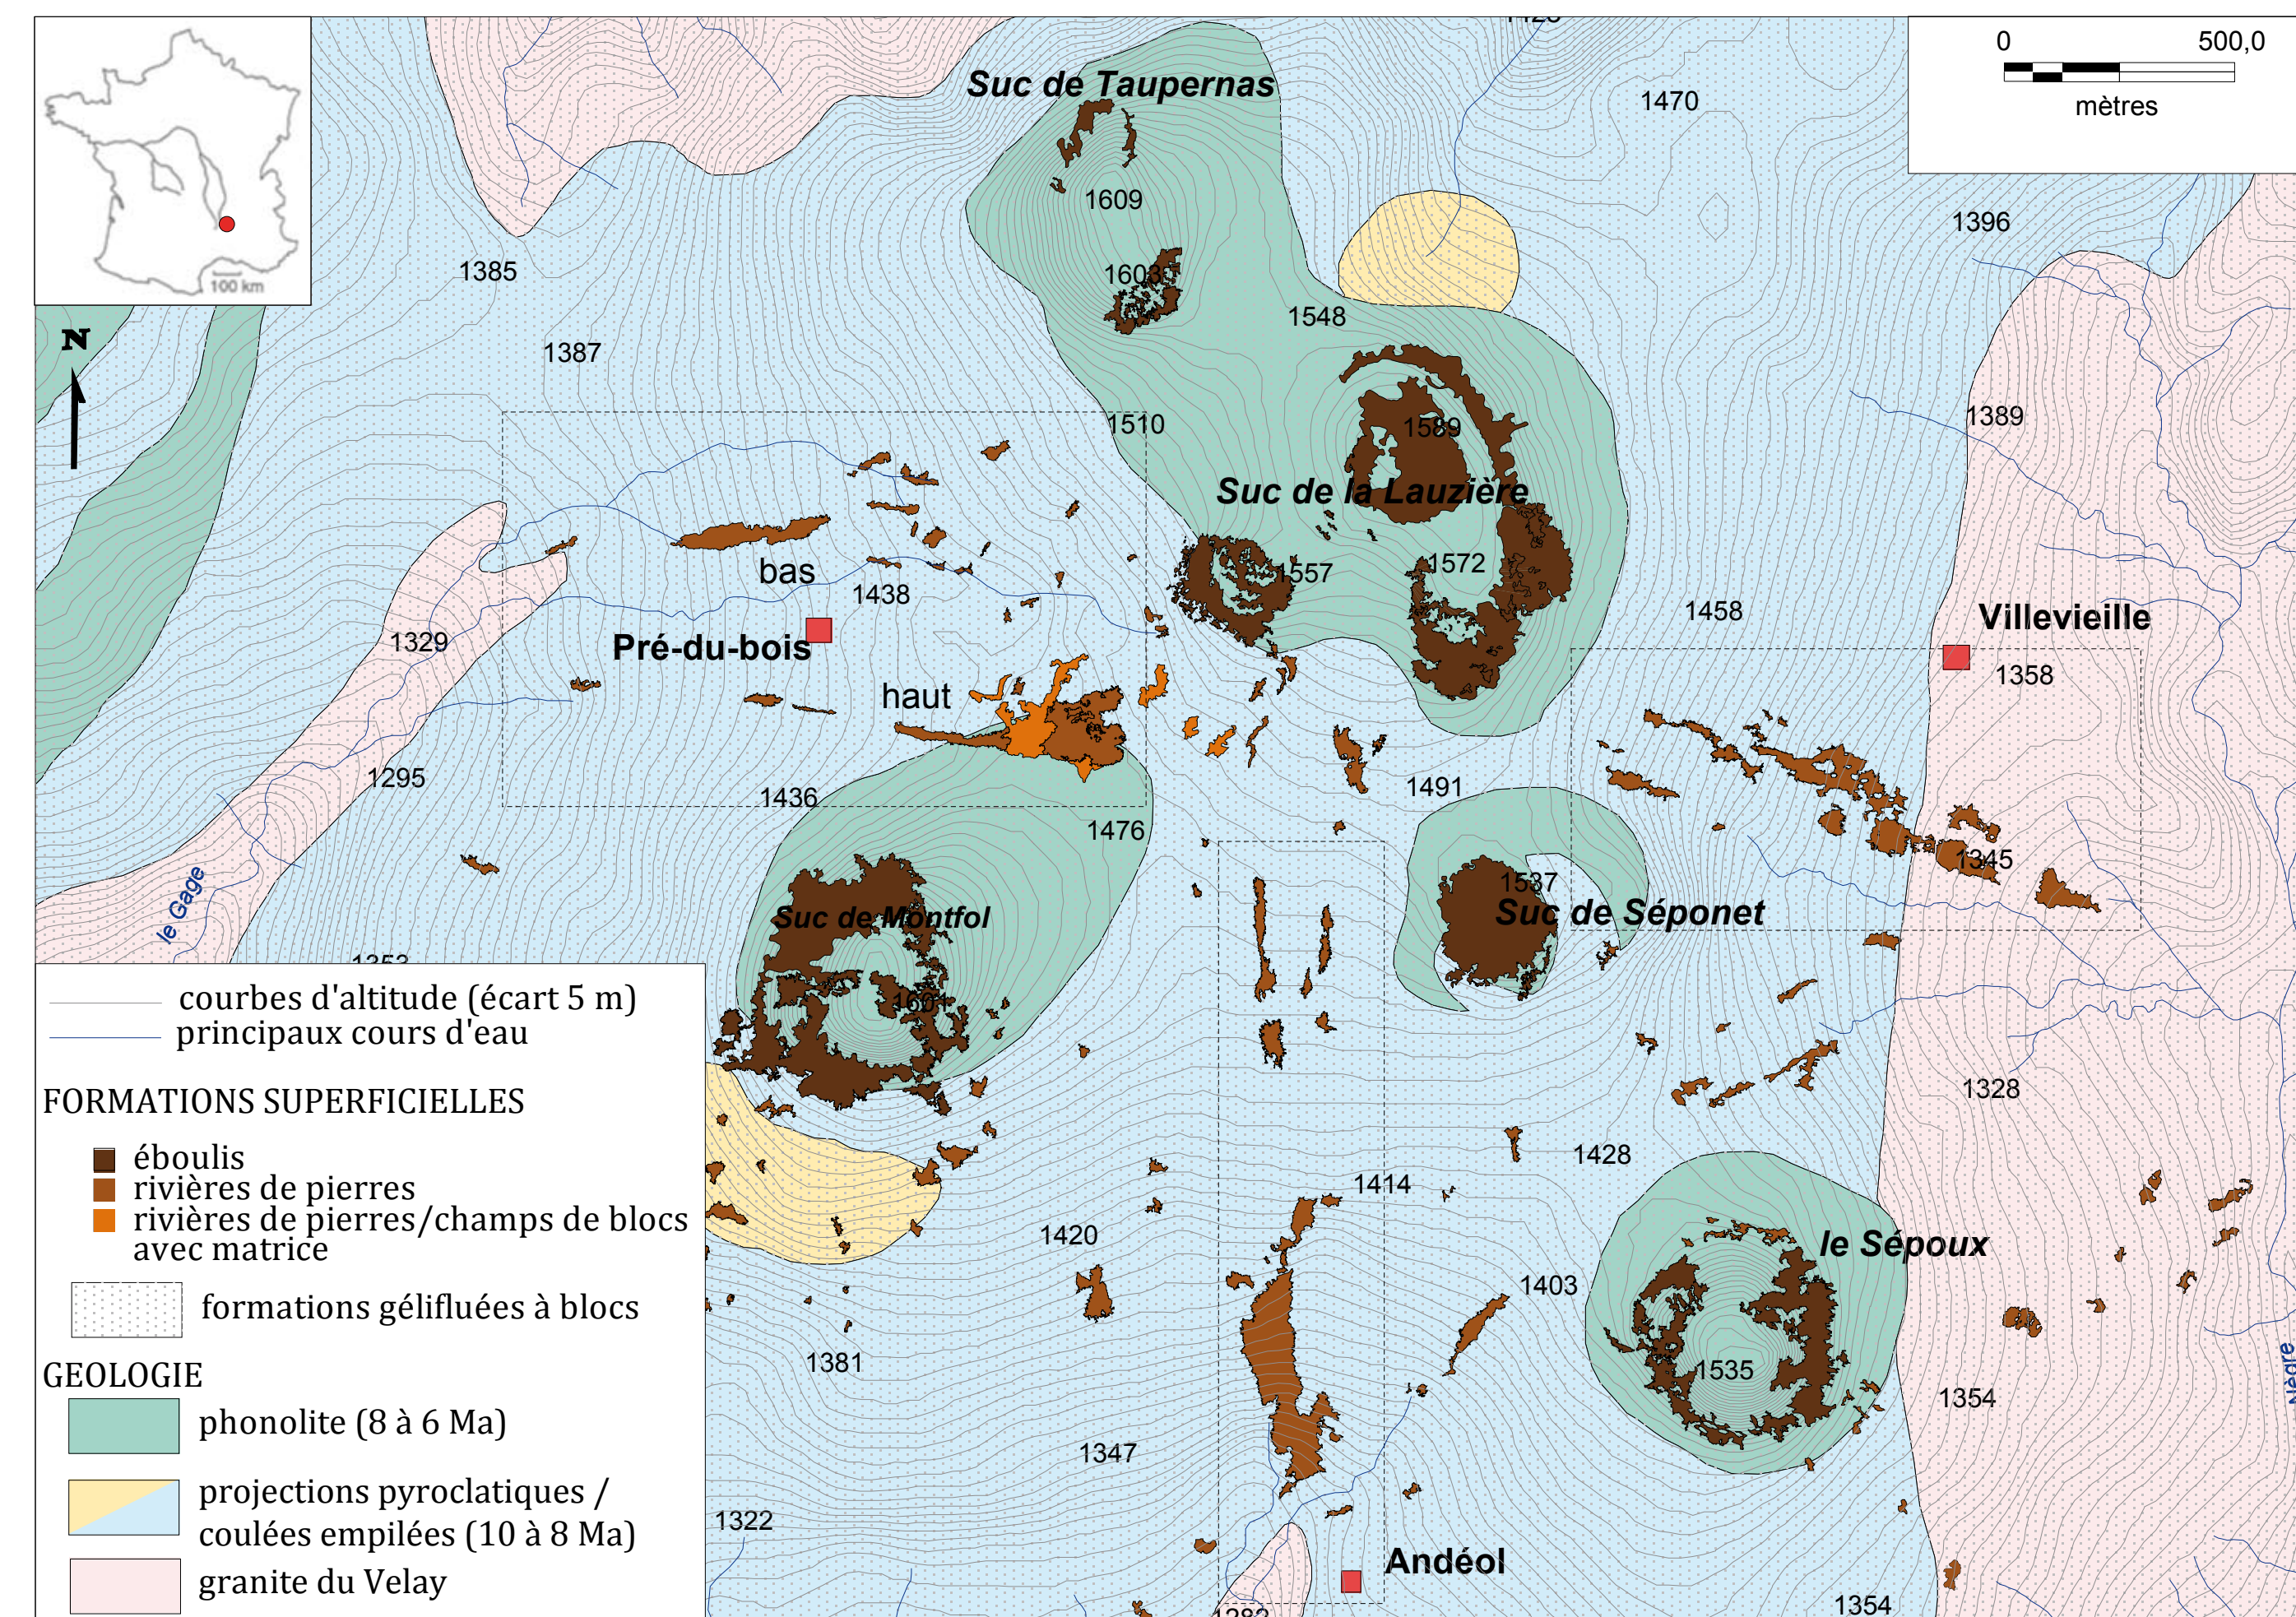 0 500,0
mètres
100 km
N
Suc de Taupernas
1470
1609
1396
1385
1603
1548
1387
1510
1389
1589
Suc de la Lauzière
bas
1438
1557
1572
1458
Villevieille
1329
Pré-du-bois
1358
haut
1295
1436
1491
1476
1345
le Gage
Suc de Montfol
1537
Suc de Séponet
1601
1328
1428
1414
1420
le Sépoux
1403
1381
1535
1354
Nègre
1347
1322
Andéol
1354
courbes d'altitude (écart 5 m)
principaux cours d'eau
FORMATIONS SUPERFICIELLES
éboulis
rivières de pierres
rivières de pierres/champs de blocs
avec matrice
formations gélifluées à blocs
GEOLOGIE
phonolite (8 à 6 Ma)
projections pyroclatiques /
coulées empilées (10 à 8 Ma)
granite du Velay